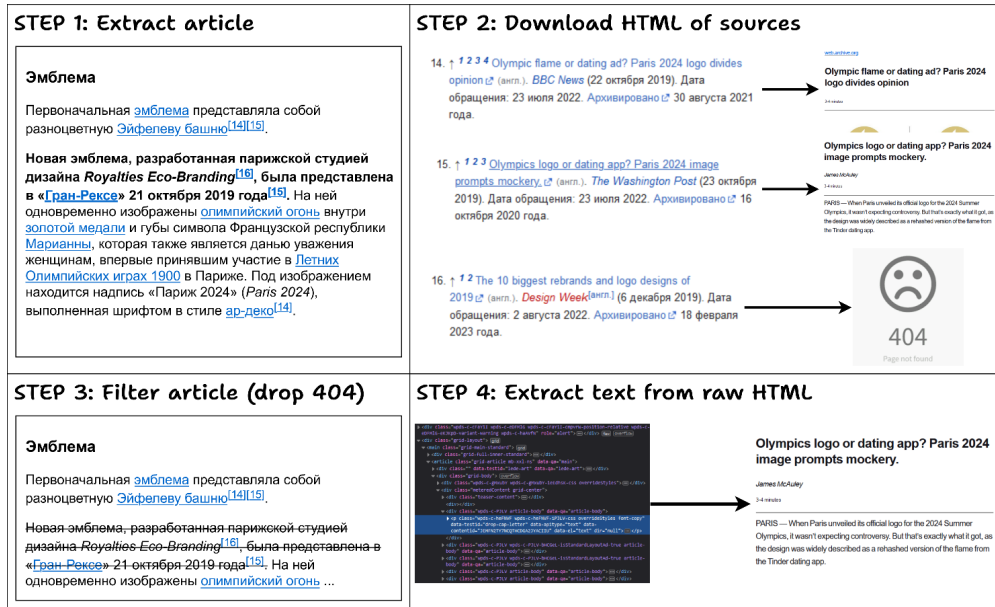 STEP 1: Extract article
Эмблема
Первоначальная эмблема представляла собой
разноцветную Эйфелеву башню[14][15].
Новая эмблема, разработанная парижской студией
дизайна Royalties Eco-Branding[16], была представлена
в «Гран-Рексе» 21 октября 2019 года[15]. На ней
одновременно изображены олимпийский огонь внутри
золотой медали и губы символа Французской республики
Марианны, которая также является данью уважения
женщинам, впервые принявшим участие в Летних
Олимпийских играх 1900 в Париже. Под изображением
находится надпись «Париж 2024» (Paris 2024),
выполненная шрифтом в стиле ар-деко[14].
STEP 2: Download HTML of sources
14. ↑ 1 2 3 4 Olympic flame or dating ad? Paris 2024 logo divides
opinion (англ.). BBC News (22 октября 2019). Дата
обращения: 23 июля 2022. Архивировано 30 августа 2021
года.
web.archive.org
Olympic flame or dating ad? Paris 2024
logo divides opinion
3-4 minutes
15. ↑ 1 2 3 Olympics logo or dating app? Paris 2024 image
prompts mockery. (англ.). The Washington Post (23 октября
2019). Дата обращения: 23 июля 2022. Архивировано 16
октября 2020 года.
Olympics logo or dating app? Paris 2024
image prompts mockery.
James McAuley
3-4 minutes
PARIS — When Paris unveiled its official logo for the 2024 Summer
Olympics, it wasn't expecting controversy. But that's exactly what it got, as
the design was widely described as a rehashed version of the flame from
the Tinder dating app.
16. ↑ 1 2 The 10 biggest rebrands and logo designs of
2019 (англ.). Design Week[англ.] (6 декабря 2019). Дата
обращения: 2 августа 2022. Архивировано 18 февраля
2023 года.
404
Page not found
STEP 3: Filter article (drop 404)
Эмблема
Первоначальная эмблема представляла собой
разноцветную Эйфелеву башню[14][15].
Новая эмблема, разработанная парижской студией
дизайна Royalties Eco-Branding[16], была представлена в
«Гран-Рексе» 21 октября 2019 года[15]. На ней
одновременно изображены олимпийский огонь ...
STEP 4: Extract text from raw HTML
Olympics logo or dating app? Paris 2024
image prompts mockery.
James McAuley
3-4 minutes
PARIS — When Paris unveiled its official logo for the 2024 Summer
Olympics, it wasn't expecting controversy. But that's exactly what it got, as
the design was widely described as a rehashed version of the flame from
the Tinder dating app.